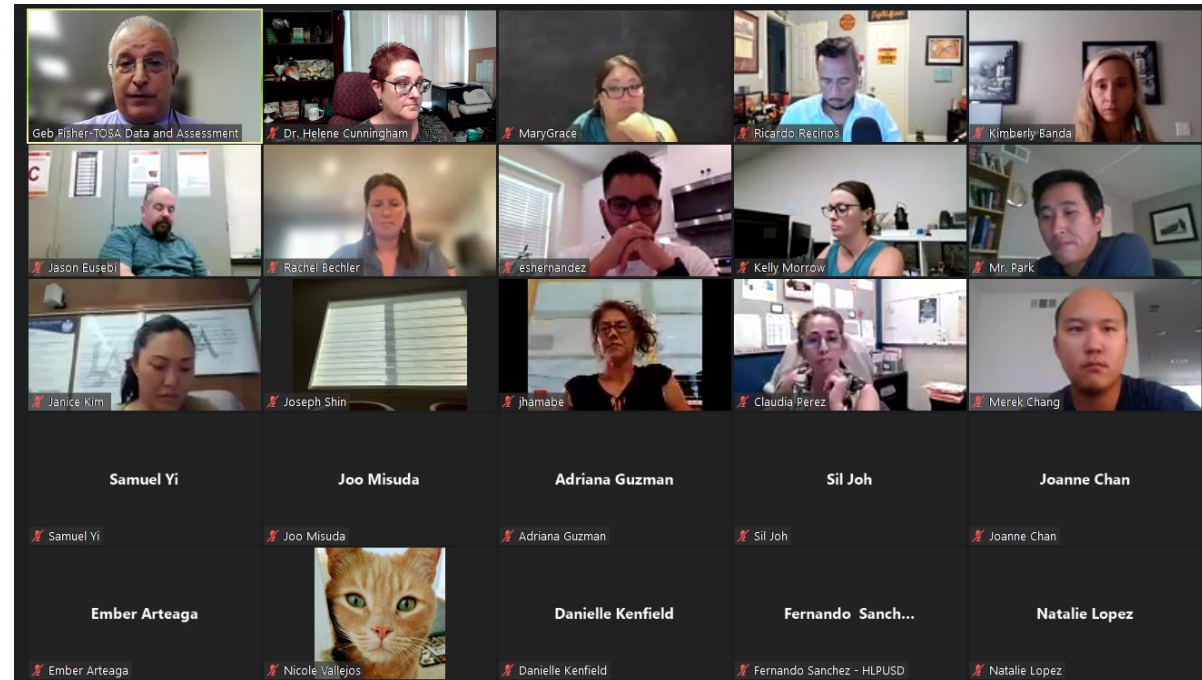 Geb Fisher-TOSA Data and Assessment
Dr. Helene Cunningham
MaryGrace
Ricardo Recinos
Kimberly Banda
Jason Eusebi
Rachel Bechler
eshernandez
Kelly Morrow
Mr. Park
Janice Kim
Joseph Shin
jhamabe
Claudia Perez
Merek Chang
Samuel Yi
Joo Misuda
Adriana Guzman
Sil Joh
Joanne Chan
Samuel Yi
Joo Misuda
Adriana Guzman
Sil Joh
Joanne Chan
Ember Arteaga
Danielle Kenfield
Fernando Sanch...
Natalie Lopez
Ember Arteaga
Nicole Vallejos
Danielle Kenfield
Fernando Sanchez - HLPUSD
Natalie Lopez